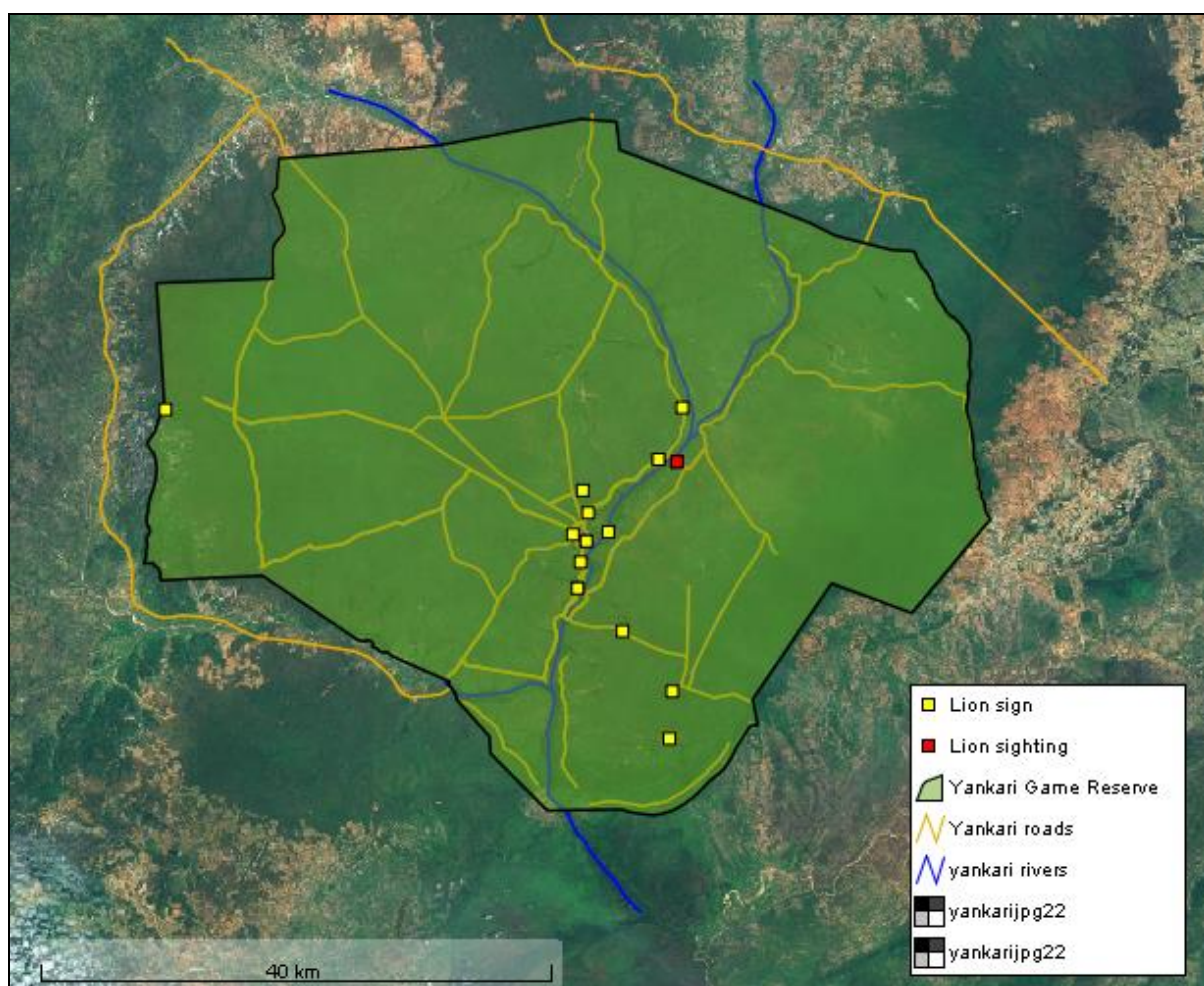 Lion sign
Lion sighting
Yankari Game Reserve
Yankari roads
yankari rivers
yankarijpg22
yankarijpg22
40 km